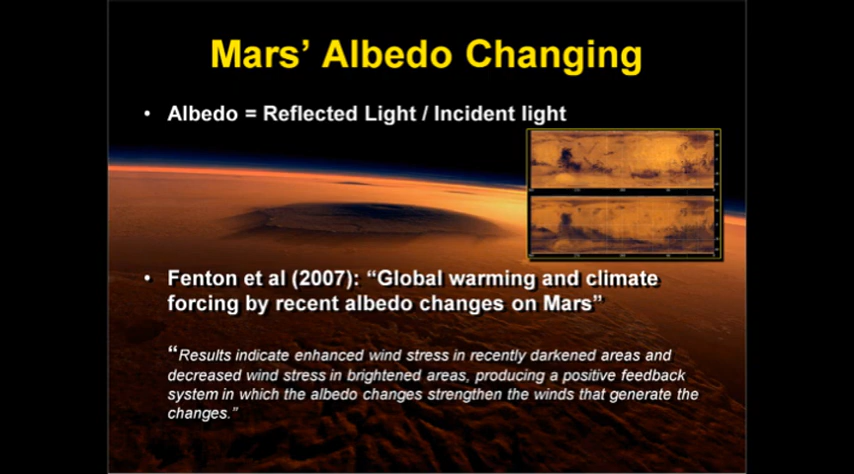 Mars’ Albedo Changing
• Albedo = Reflected Light / Incident light
• Fenton et al (2007): “Global warming and climate
forcing by recent albedo changes on Mars”
“Results indicate enhanced wind stress in recently darkened areas and
decreased wind stress in brightened areas, producing a positive feedback
system in which the albedo changes strengthen the winds that generate the
changes.”